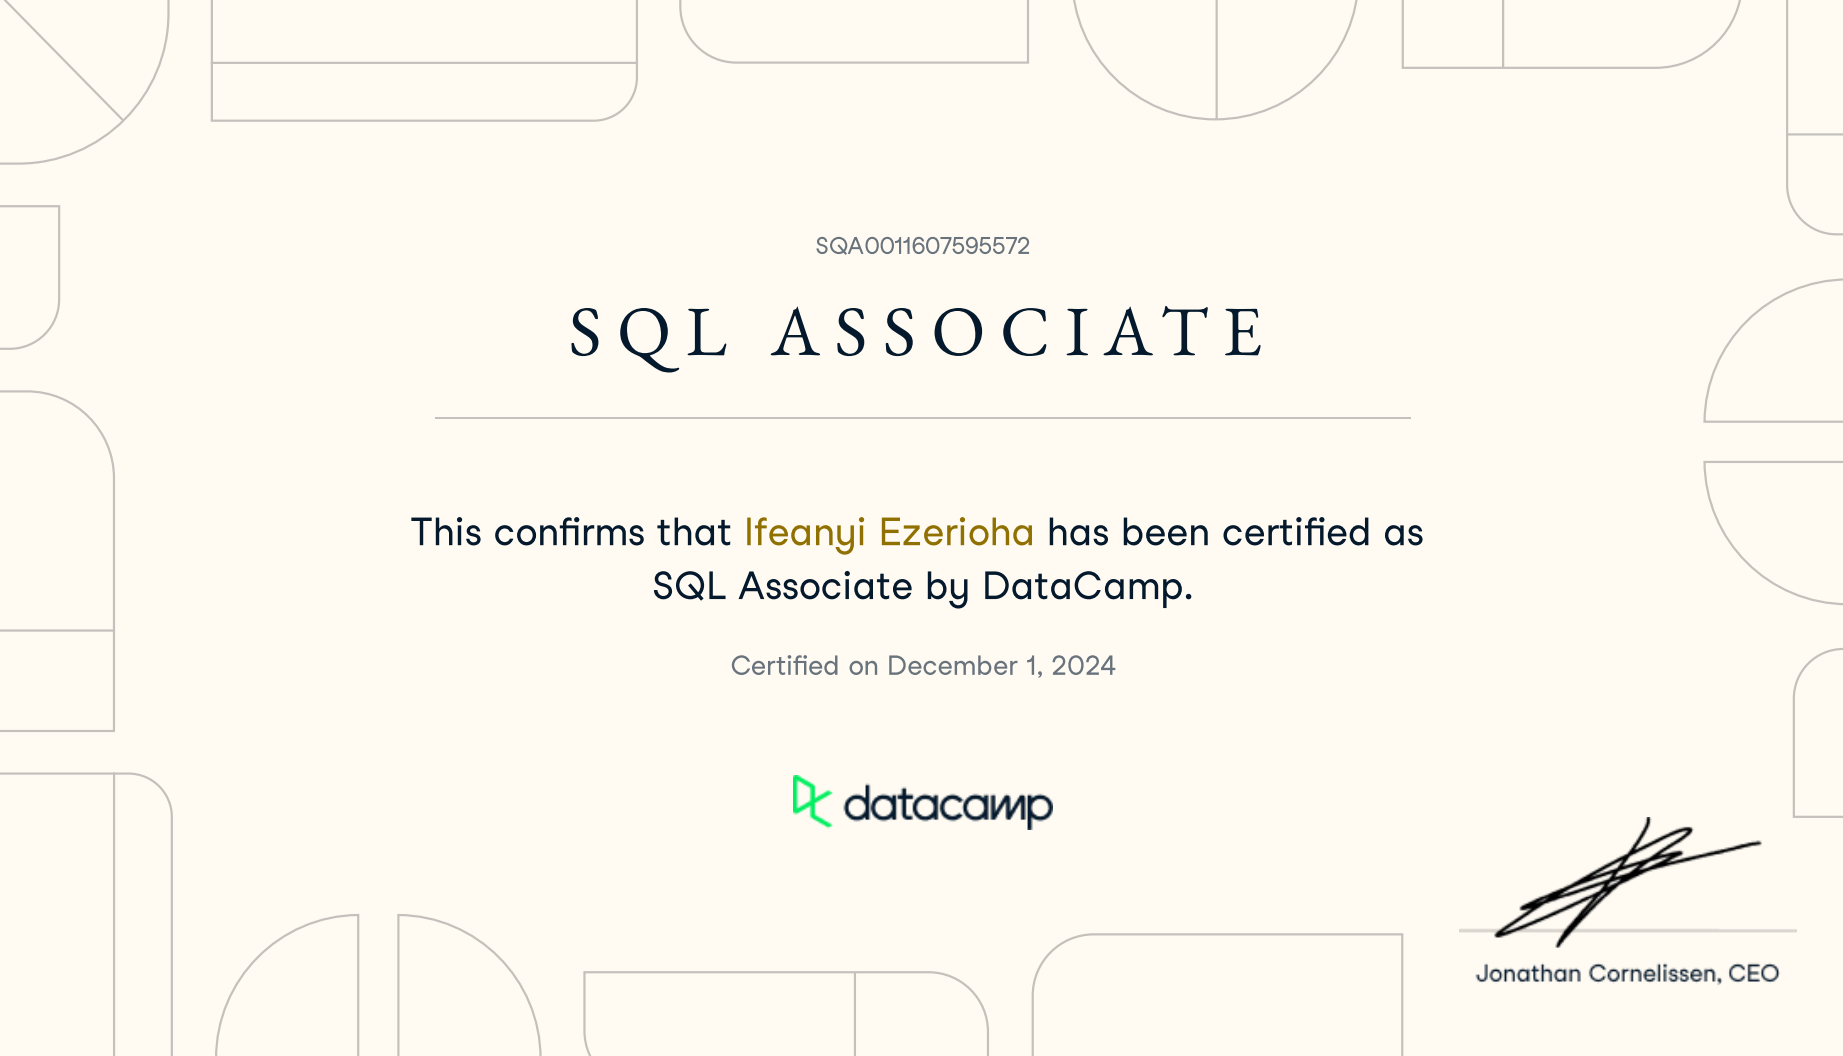 SQA0011607595572
SQL ASSOCIATE
This confirms that Ifeanyi Ezerioha has been certified as
SQL Associate by DataCamp.
Certified on December 1, 2024
datacamp
Jonathan Cornelissen, CEO